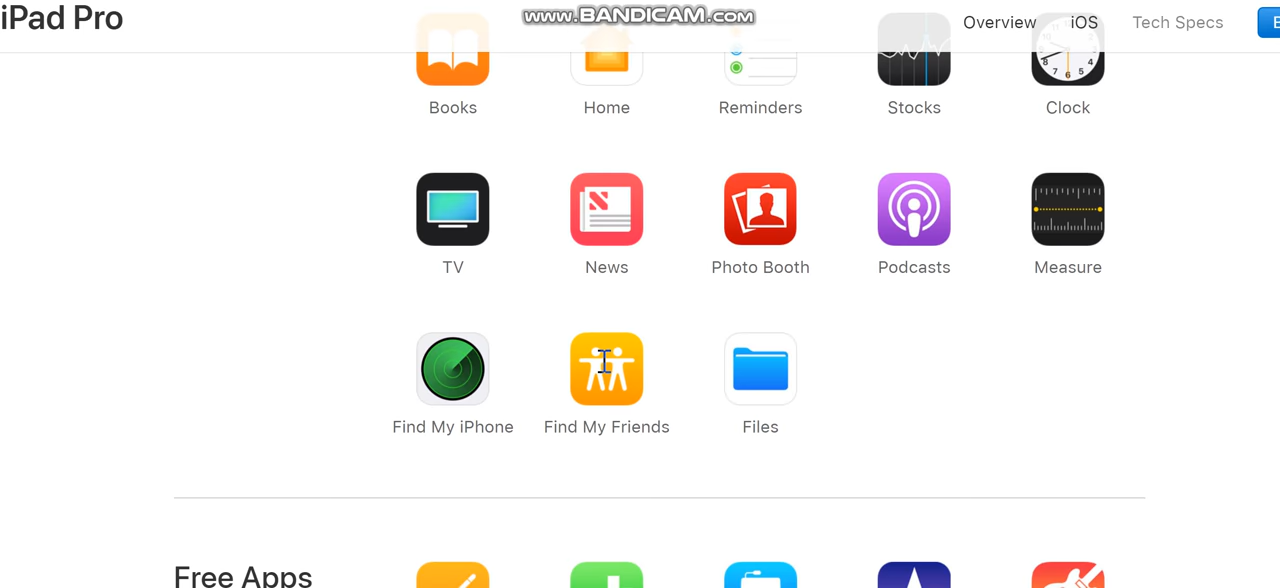 iPad Pro
www.BANDICAM.com
Overview iOS Tech Specs
Books Home Reminders Stocks Clock
TV News Photo Booth Podcasts Measure
Find My iPhone Find My Friends Files
Free Apps